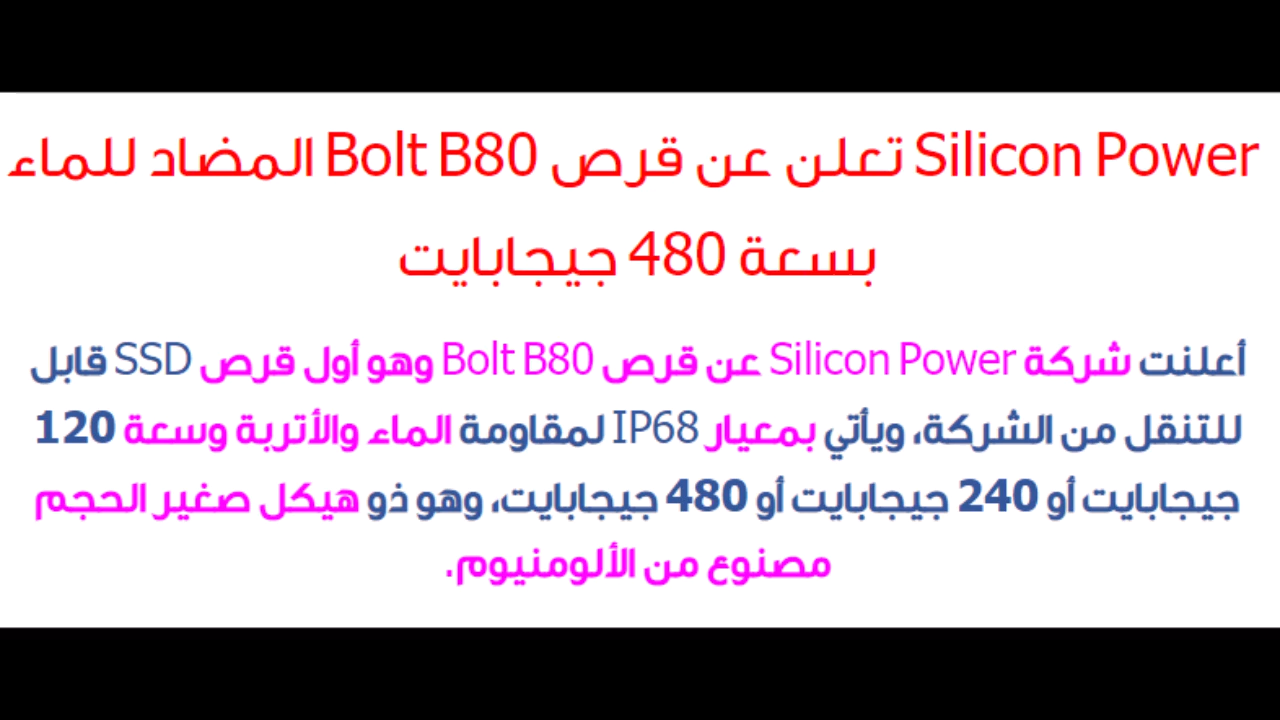 Silicon Power تعلن عن قرص Bolt B80 المضاد للماء
بسعة 480 جيجابايت
أعلنت شركة Silicon Power عن قرص Bolt B80 وهو أول قرص SSD قابل
للتنقل من الشركة، ويأتي بمعيار IP68 لمقاومة الماء والأتربة وسعة 120
جيجابايت أو 240 جيجابايت أو 480 جيجابايت، وهو ذو هيكل صغير الحجم
مصنوع من الألومنيوم.